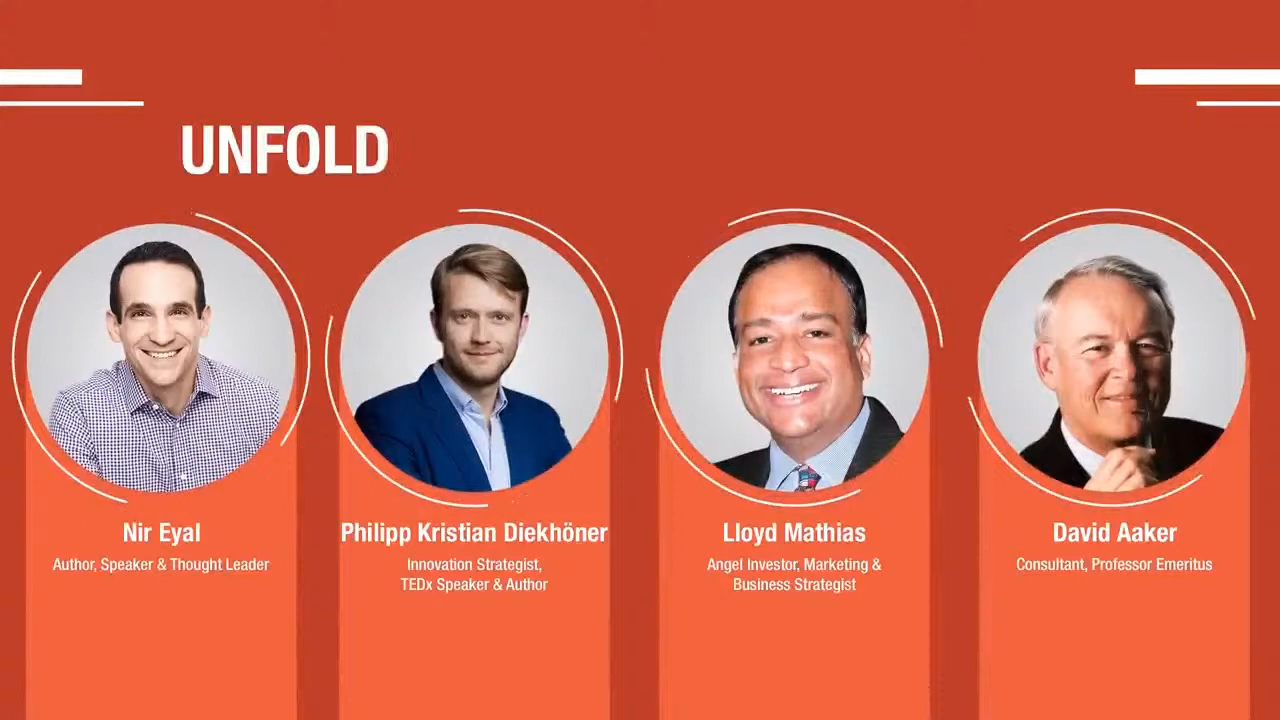 UNFOLD
Nir Eyal
Author, Speaker & Thought Leader
Philipp Kristian Diekhöner
Innovation Strategist,
TEDx Speaker & Author
Lloyd Mathias
Angel Investor, Marketing &
Business Strategist
David Aaker
Consultant, Professor Emeritus